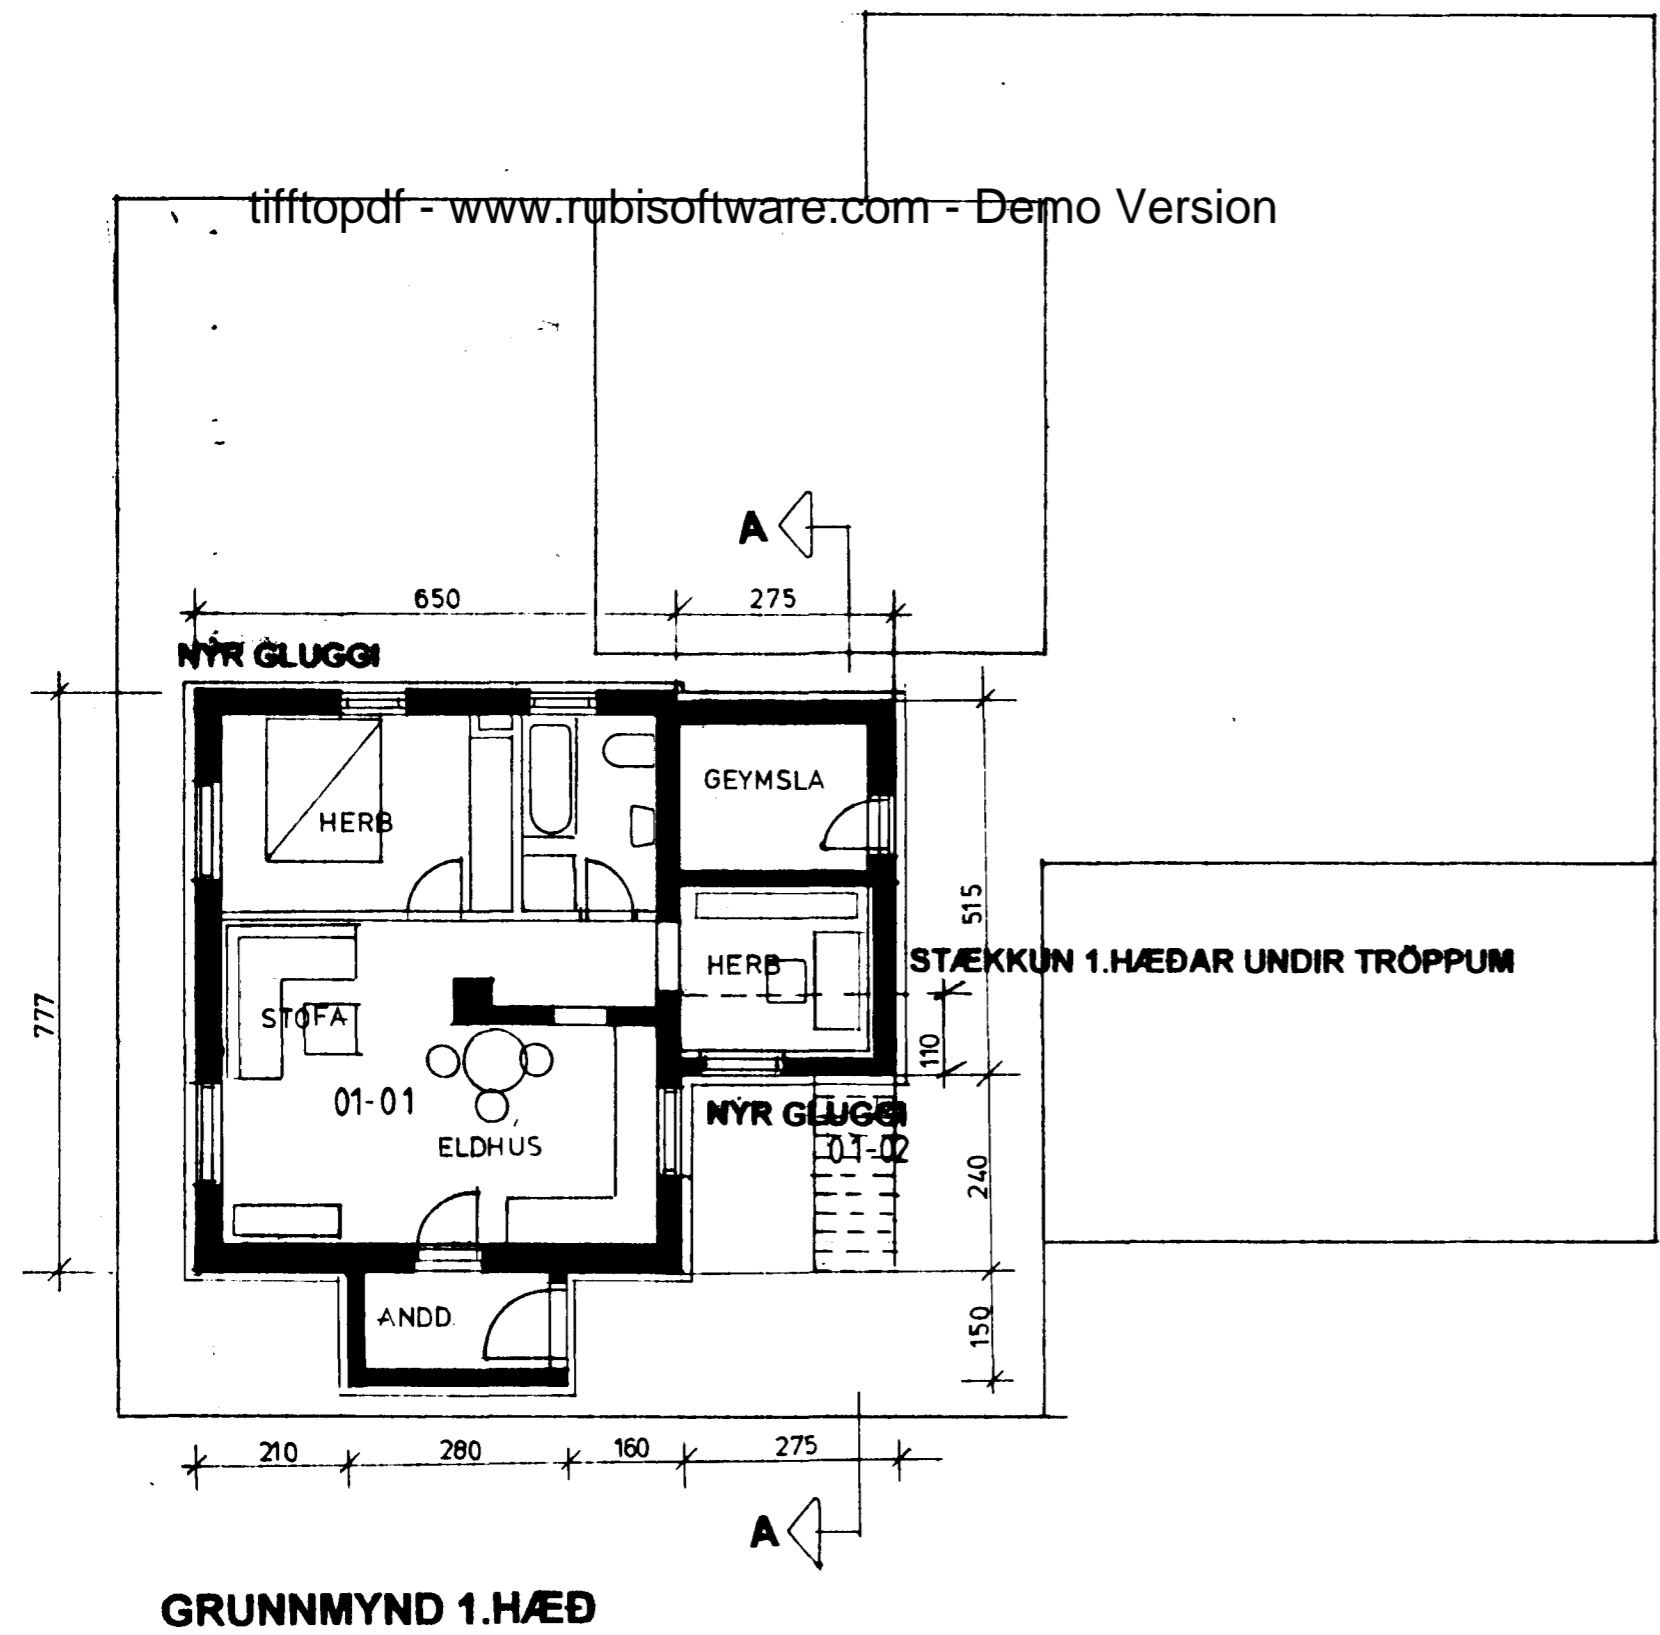 tifftopdf - www.rubisoftware.com - Demo Version
A
650
275
NÝR GLUGGI
GEYMSLA
HERB
515
STÆKKUN 1.HÆÐAR UNDIR TRÖPPUM
HERB
777
STOFA
110
01-01
NÝR GLUGGI
ELDHÚS
01-02
240
ANDD.
150
210
280
160
275
A
GRUNNMYND 1.HÆÐ